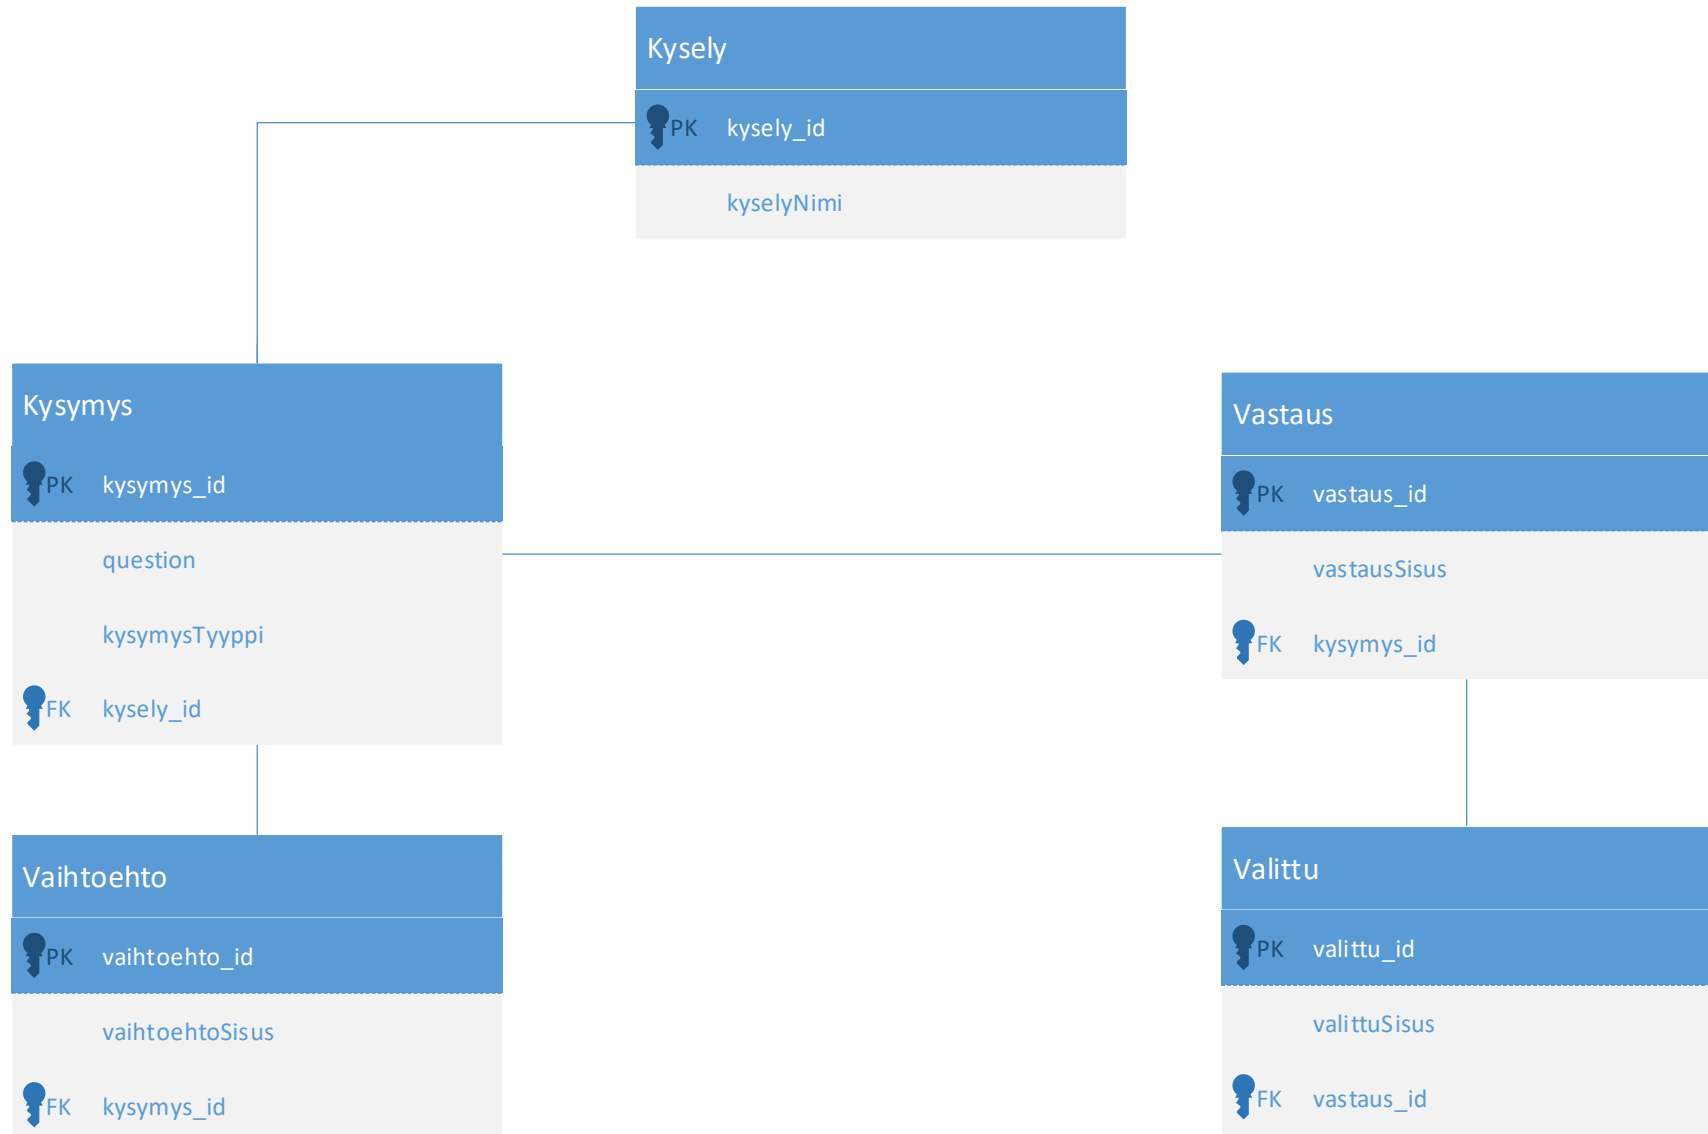 Kysely
PK kysely_id
kyselyNimi
Kysymys
PK kysymys_id
question
kysymysTyyppi
FK kysely_id
Vastaus
PK vastaus_id
vastausSisus
FK kysymys_id
Vaihtoehto
PK vaihtoehto_id
vaihtoehtoSisus
FK kysymys_id
Valittu
PK valittu_id
valittuSisus
FK vastaus_id